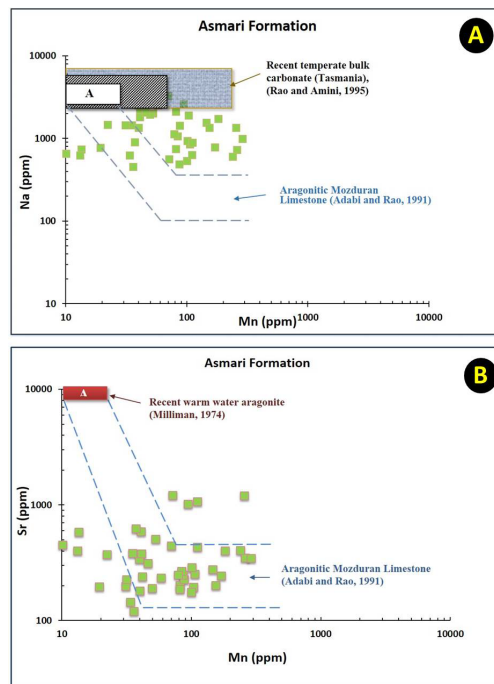 Asmari Formation
A
10000
1000
100
10
Na (ppm)
A
Recent temperate bulk
carbonate (Tasmania),
(Rao and Amini, 1995)
Aragonitic Mozduran
Limestone (Adabi and Rao, 1991)
10
100
1000
10000
Mn (ppm)
Asmari Formation
B
10000
1000
100
Sr (ppm)
A
Recent warm water aragonite
(Milliman, 1974)
Aragonitic Mozduran Limestone
(Adabi and Rao, 1991)
10
100
1000
10000
Mn (ppm)